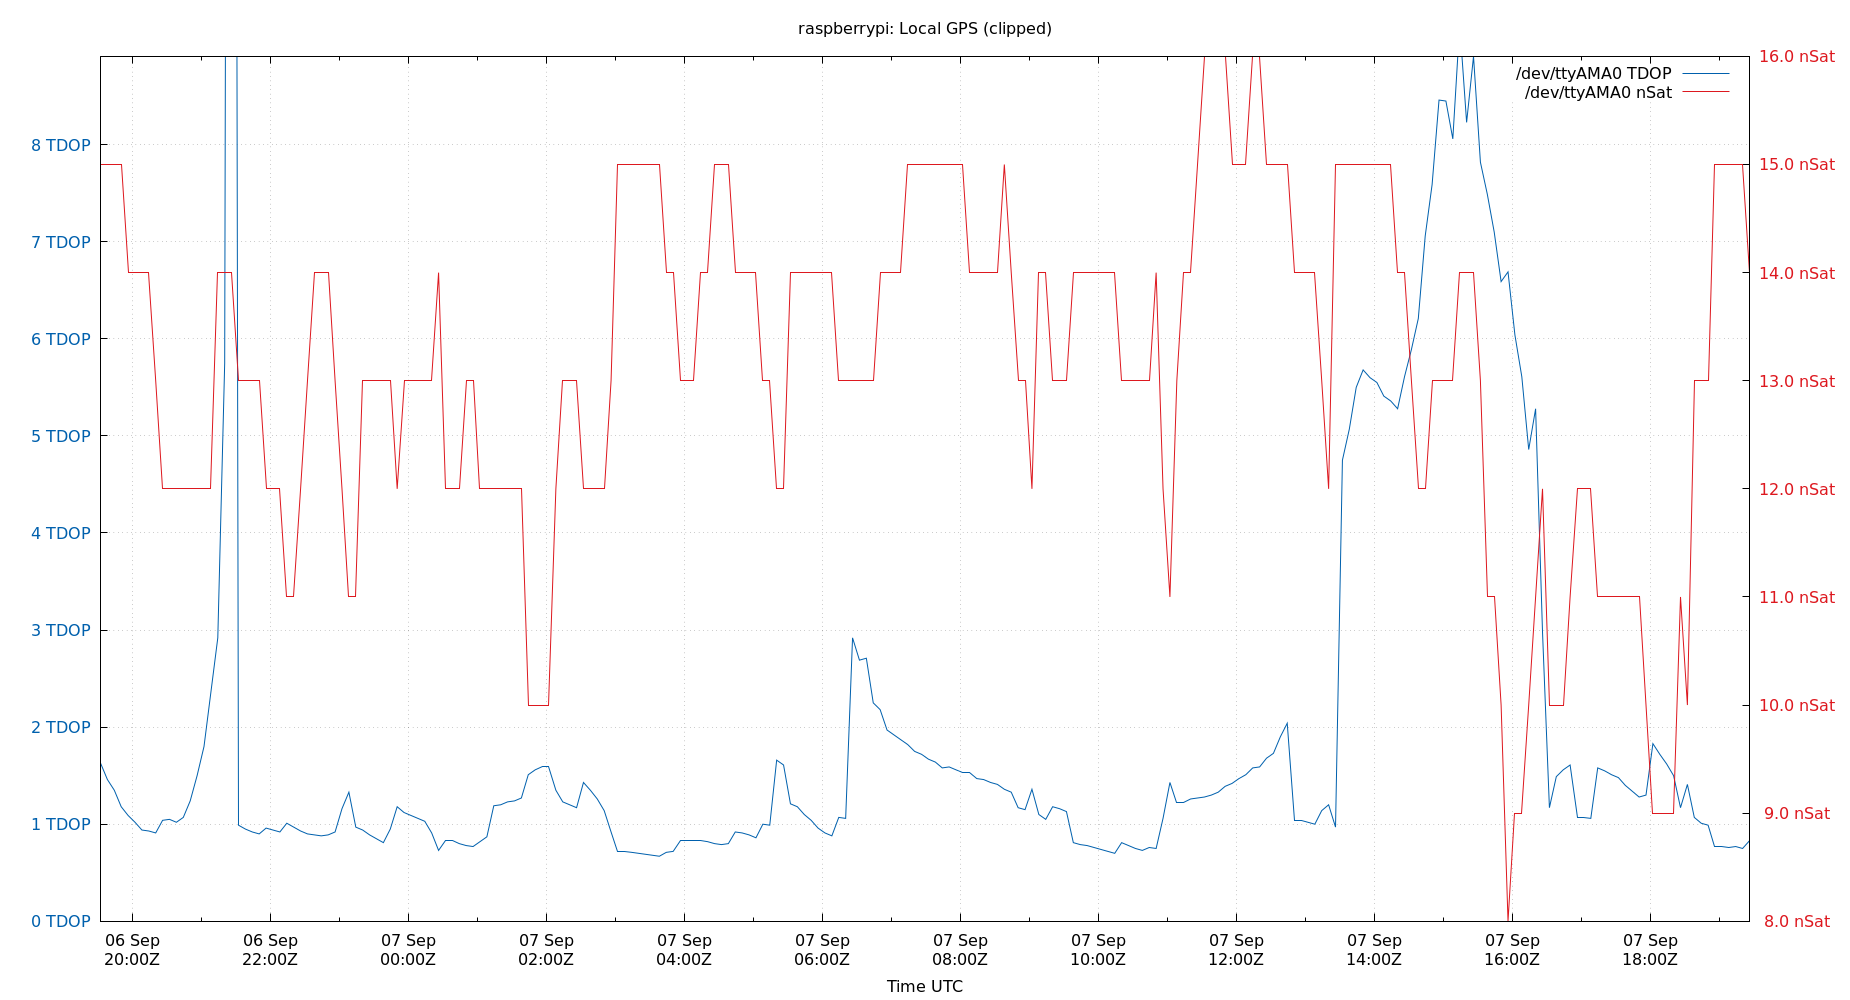 raspberrypi: Local GPS (clipped)
/dev/ttyAMA0 TDOP
/dev/ttyAMA0 nSat
8 TDOP
7 TDOP
6 TDOP
5 TDOP
4 TDOP
3 TDOP
2 TDOP
1 TDOP
0 TDOP
16.0 nSat
15.0 nSat
14.0 nSat
13.0 nSat
12.0 nSat
11.0 nSat
10.0 nSat
9.0 nSat
8.0 nSat
06 Sep 06 Sep 07 Sep 07 Sep 07 Sep 07 Sep 07 Sep 07 Sep 07 Sep 07 Sep 07 Sep 07 Sep
20:00Z 22:00Z 00:00Z 02:00Z 04:00Z 06:00Z 08:00Z 10:00Z 12:00Z 14:00Z 16:00Z 18:00Z
Time UTC